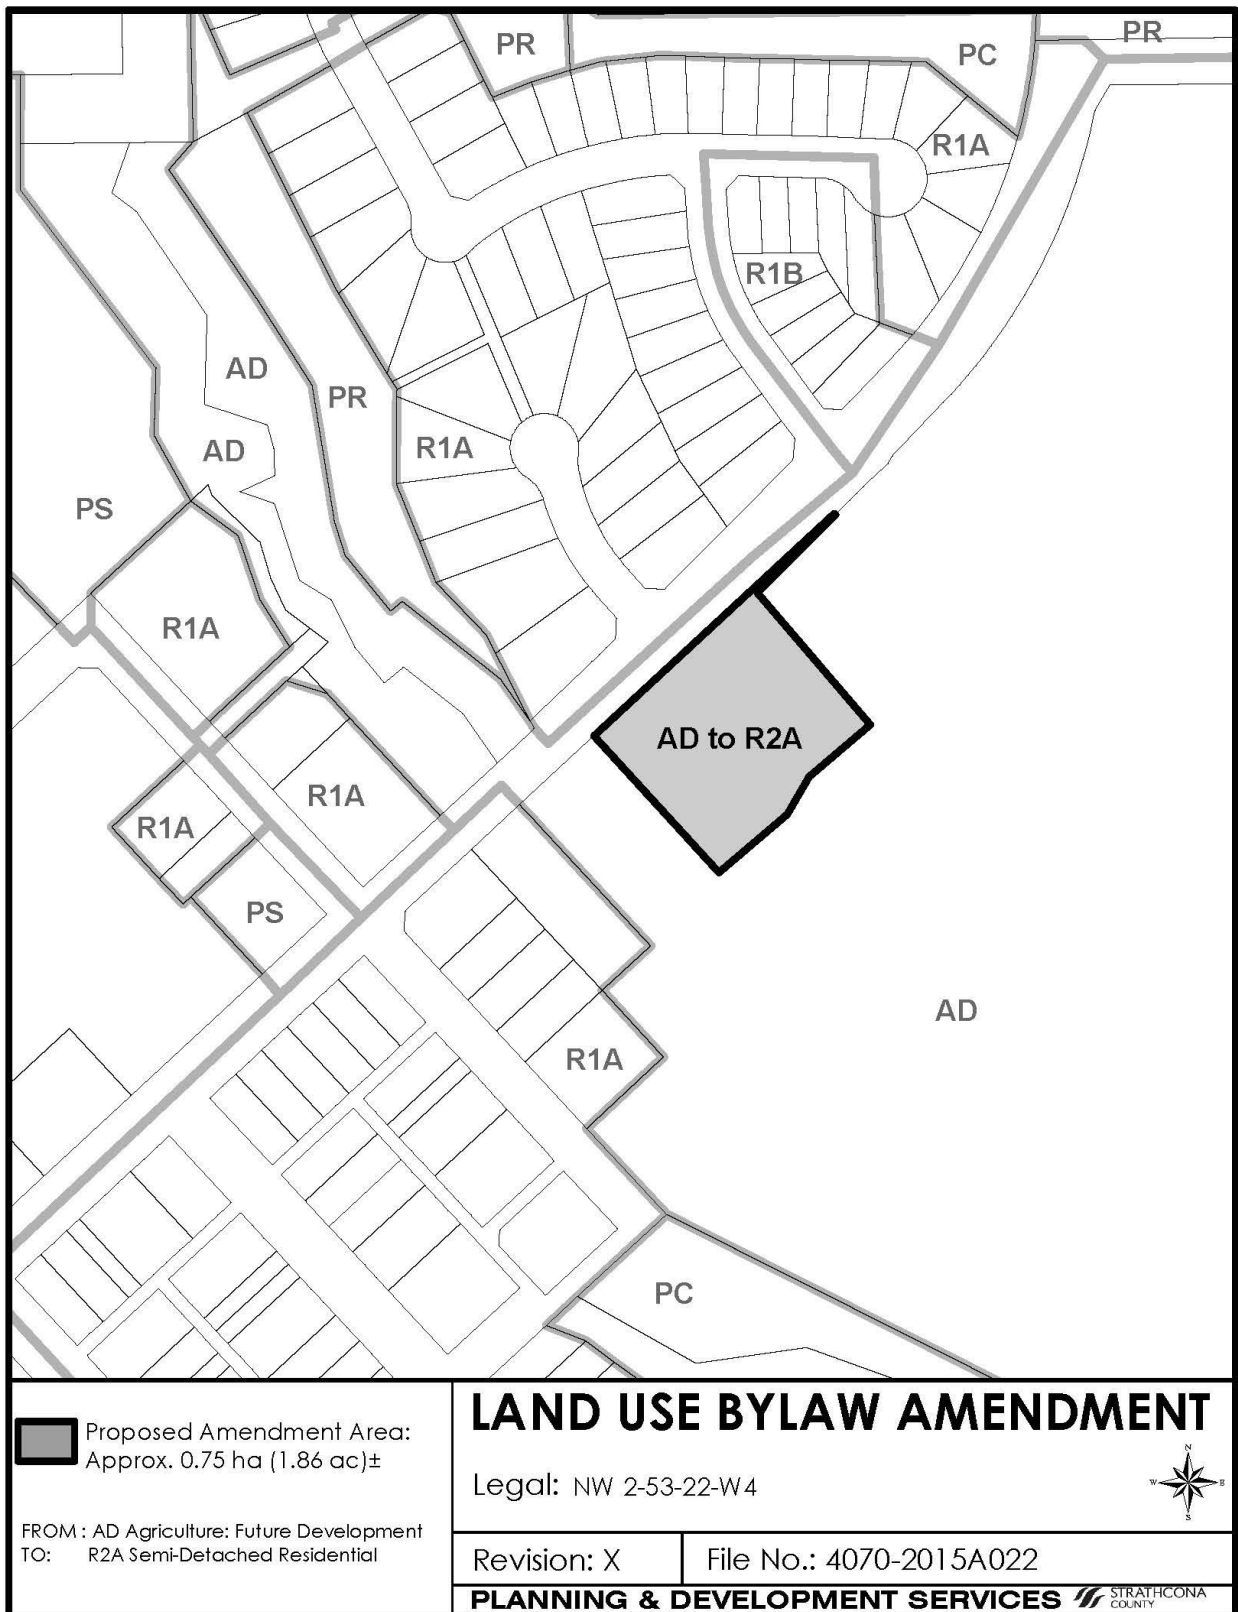 PR
PR
PC
R1A
R1B
AD
PR
AD
R1A
PS
R1A
AD to R2A
R1A
R1A
PS
AD
R1A
PC
Proposed Amendment Area:
Approx. 0.75 ha (1.86 ac)±
FROM : AD Agriculture: Future Development
TO: R2A Semi-Detached Residential
LAND USE BYLAW AMENDMENT
Legal: NW 2-53-22-W4
N
W E
S
Revision: X
File No.: 4070-2015A022
PLANNING & DEVELOPMENT SERVICES
STRATHCONA
COUNTY